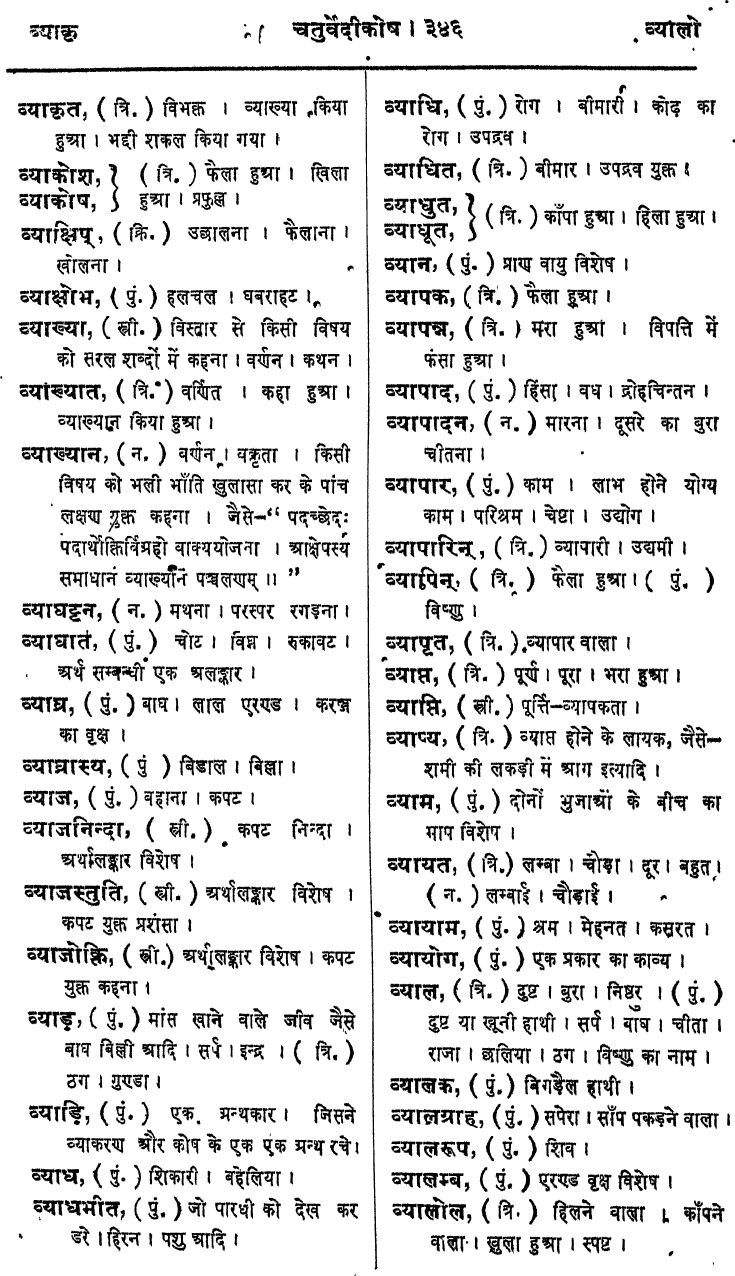 व्याकृ
चतुर्वेदीकोष । ३४६
व्यालो
व्याकृत, ( त्रि. ) विभक्त । व्याख्या किया
हुआ । भद्दी शकल किया गया ।
व्याकोश, } ( त्रि. ) फैला हुआ । खिला
व्याकोष, } हुआ । प्रफुल्ल ।
व्याक्षिप्, ( क्रि. ) उछालना । फैलाना ।
खोलना ।
व्याक्षोभ, ( पुं. ) हलचल । घबराहट ।
व्याख्या, ( स्त्री. ) विस्तार से किसी विषय
को सरल शब्दों में कहना । वर्णन । कथन ।
व्याख्यात, ( त्रि. ) वर्णित । कहा हुआ ।
व्याख्यान किया हुआ ।
व्याख्यान, ( न. ) वर्णन । वक्तृता । किसी
विषय को भली भाँति खुलासा कर के पांच
लक्षण युक्त कहना । जैसे–“ पदच्छेदः
पदार्थोक्तिर्विग्रहो वाक्ययोजना । आक्षेपस्य
समाधानं व्याख्यानं पञ्चलणम् ॥ ”
व्याघट्टन, ( न. ) मथना । परस्पर रगड़ना ।
व्याघात, ( पुं. ) चोट । विघ्न । रुकावट ।
अर्थ सम्बन्धी एक अलङ्कार ।
व्याघ्र, ( पुं. ) बाघ । लाल एरण्ड । करञ्ज
का वृक्ष ।
व्याघ्रास्य, ( पुं ) बिडाल । बिल्ला ।
व्याज, ( पुं. ) बहाना । कपट ।
व्याजनिन्दा, ( स्त्री. ) कपट निन्दा ।
अर्थालङ्कार विशेष ।
व्याजस्तुति, ( स्त्री. ) अर्थालङ्कार विशेष ।
कपट युक्त प्रशंसा ।
व्याजोक्ति, ( स्त्री. ) अर्थालङ्कार विशेष । कपट
युक्त कहना ।
व्याड़, ( पुं. ) मांस खाने वाले जीव जैसे
बाघ बिल्ली आदि । सर्प । इन्द्र । ( त्रि. )
ठग । गुण्डा ।
व्याड़ि, ( पुं. ) एक ग्रन्थकार । जिसने
व्याकरण और कोष के एक एक ग्रन्थ रचे ।
व्याध, ( पुं. ) शिकारी । बहेलिया ।
व्याधभीत, ( पुं. ) जो पारधी को देख कर
डरे । हिरन । पशु आदि ।
व्याधि, ( पुं. ) रोग । बीमारी । कोढ़ का
रोग । उपद्रव ।
व्याधित, ( त्रि. ) बीमार । उपद्रव युक्त ।
व्याधुत, } ( त्रि. ) काँपा हुआ । हिला हुआ ।
व्याधूत, }
व्यान, ( पुं. ) प्राण वायु विशेष ।
व्यापक, ( त्रि. ) फैला हुआ ।
व्यापन्न, ( त्रि. ) मरा हुआ । विपत्ति में
फंसा हुआ ।
व्यापाद, ( पुं. ) हिंसा । वध । द्रोहचिन्तन ।
व्यापादन, ( न. ) मारना । दूसरे का बुरा
चीतना ।
व्यापार, ( पुं. ) काम । लाभ होने योग्य
काम । परिश्रम । चेष्टा । उद्योग ।
व्यापारिन्, ( त्रि. ) व्यापारी । उद्यमी ।
व्यापिन्, ( त्रि. ) फैला हुआ । ( पुं. )
विष्णु ।
व्यापृत, ( त्रि. ) व्यापार वाला ।
व्याप्त, ( त्रि. ) पूर्ण । पूरा । भरा हुआ ।
व्याप्ति, ( स्त्री. ) पूर्त्ति–व्यापकता ।
व्याप्य, ( त्रि. ) व्याप्त होने के लायक, जैसे–
शमी की लकड़ी में आग इत्यादि ।
व्याम, ( पुं. ) दोनों भुजाओं के बीच का
माप विशेष ।
व्यायत, ( त्रि. ) लम्बा । चौड़ा । दूर । बहुत ।
( न. ) लम्बाई । चौड़ाई ।
व्यायाम, ( पुं. ) श्रम । मेहनत । कसरत ।
व्यायोग, ( पुं. ) एक प्रकार का काव्य ।
व्याल, ( त्रि. ) दुष्ट । बुरा । निष्ठुर । ( पुं. )
दुष्ट या खूनी हाथी । सर्प । बाघ । चीता ।
राजा । छलिया । ठग । विष्णु का नाम ।
व्यालक, ( पुं. ) बिगड़ैल हाथी ।
व्यालग्राह, ( पुं. ) सपेरा । साँप पकड़ने वाला ।
व्यालरूप, ( पुं. ) शिव ।
व्यालम्ब, ( पुं. ) एरण्ड वृक्ष विशेष ।
व्यालोल, ( त्रि. ) हिलने वाला । काँपने
वाला । खुला हुआ । स्पष्ट ।